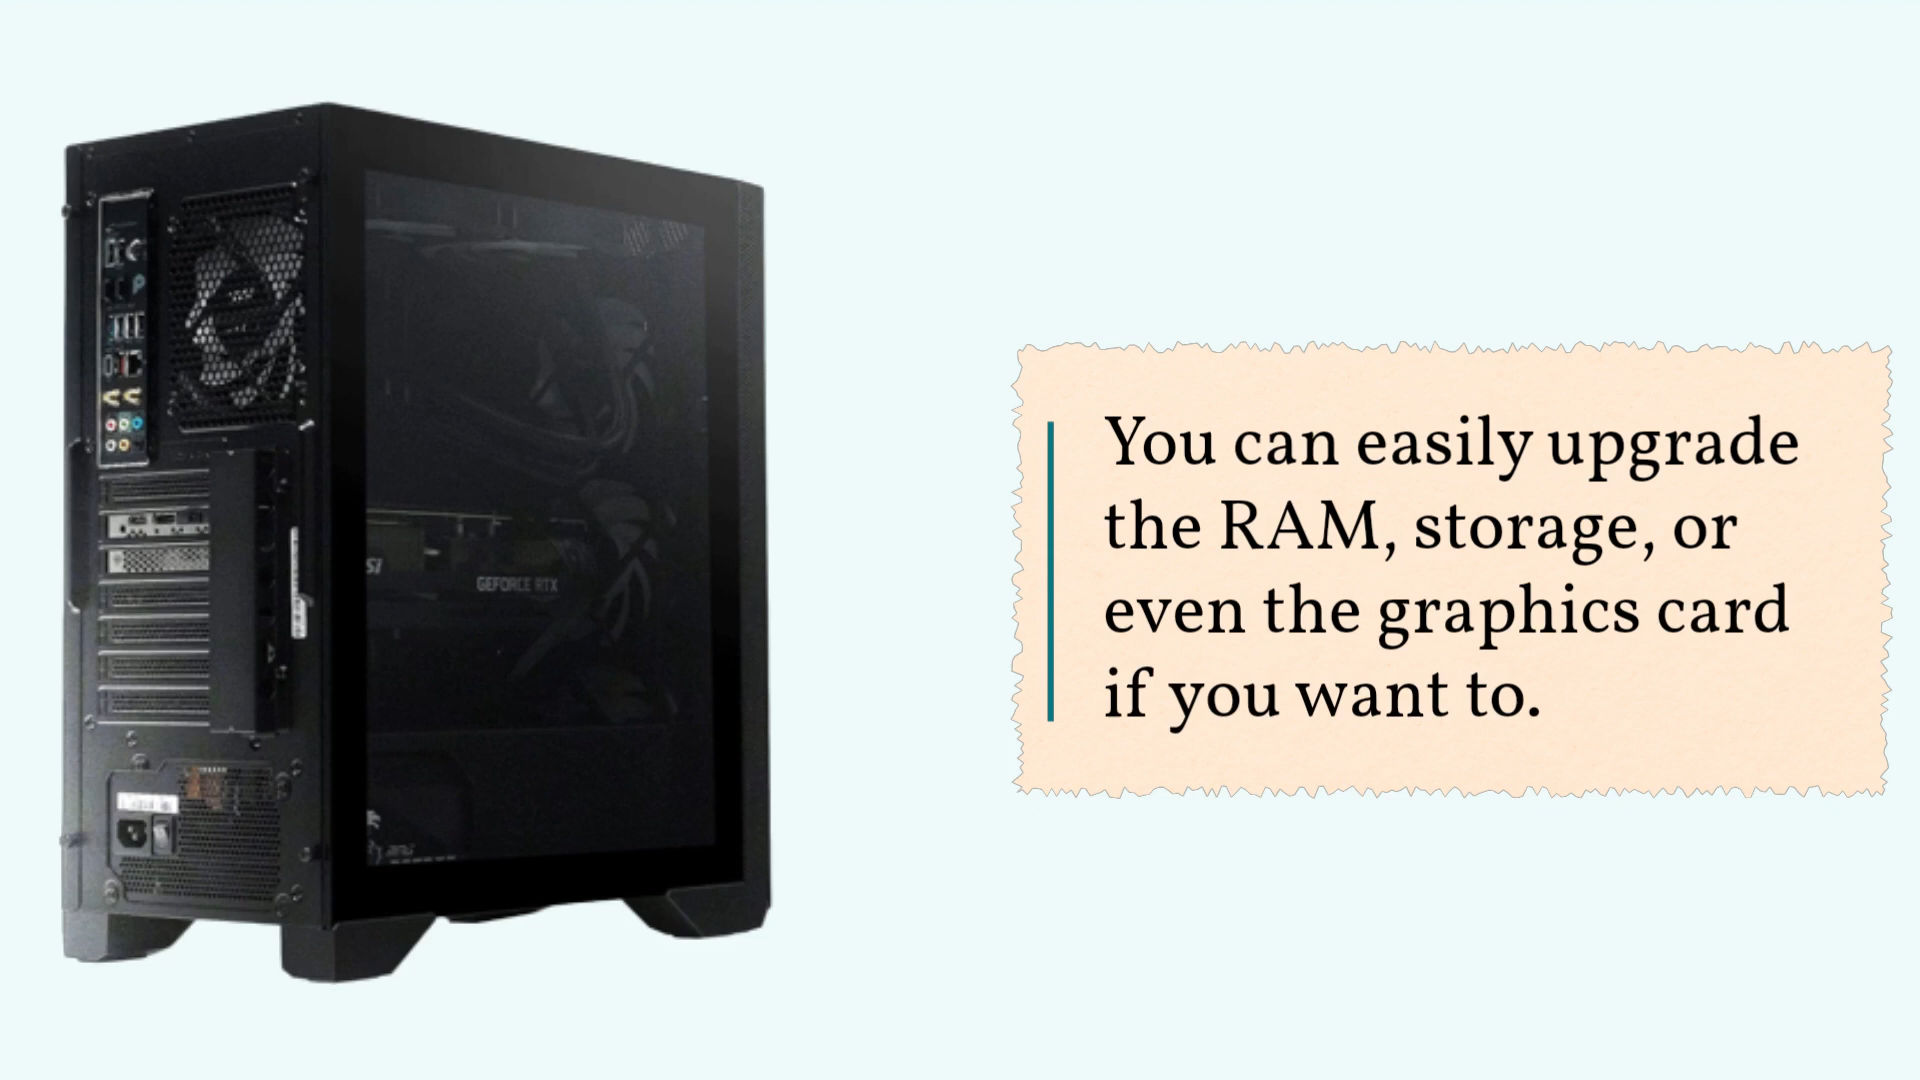 You can easily upgrade
the RAM, storage, or
even the graphics card
if you want to.
GEFORCE RTX